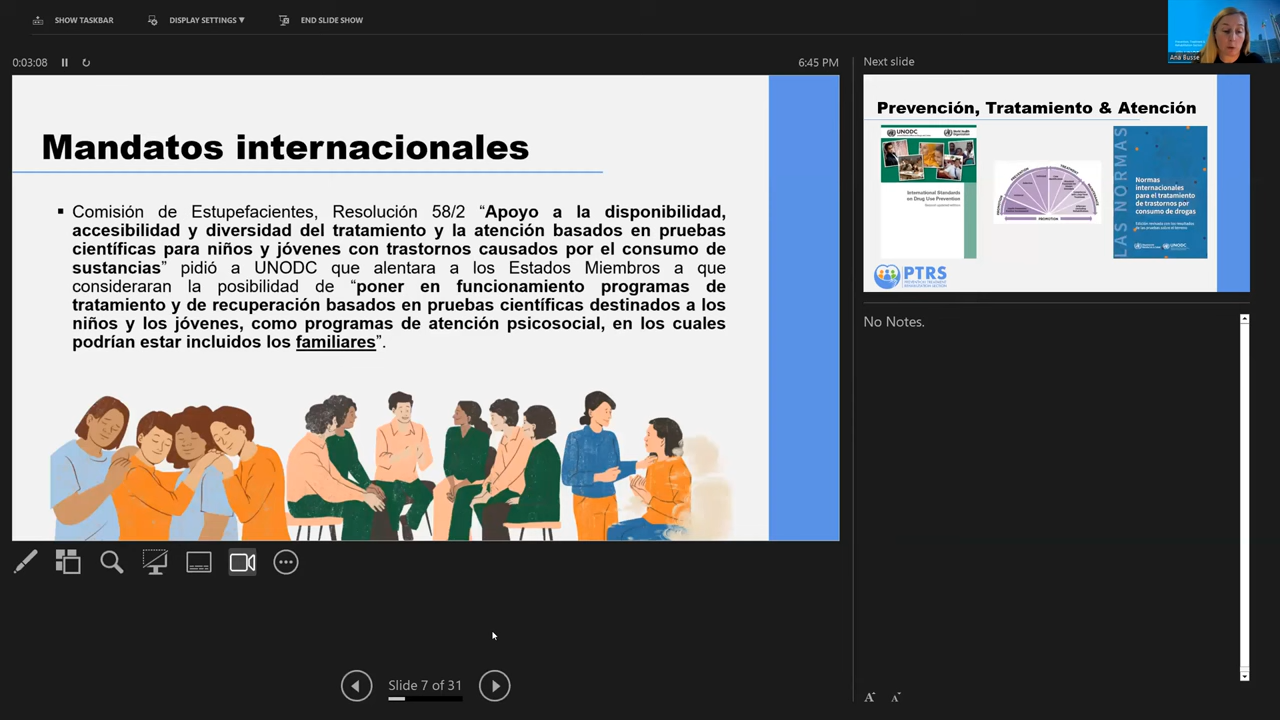 SHOW TASKBAR
DISPLAY SETTINGS ▼
END SLIDE SHOW
0:03:08
6:45 PM
Mandatos internacionales
▪ Comisión de Estupefacientes, Resolución 58/2 “Apoyo a la disponibilidad,
accesibilidad y diversidad del tratamiento y la atención basados en pruebas
científicas para niños y jóvenes con trastornos causados por el consumo de
sustancias” pidió a UNODC que alentara a los Estados Miembros a que
consideraran la posibilidad de “poner en funcionamiento programas de
tratamiento y de recuperación basados en pruebas científicas destinados a los
niños y los jóvenes, como programas de atención psicosocial, en los cuales
podrían estar incluidos los familiares”.
Slide 7 of 31
Next slide
Prevención, Tratamiento & Atención
UNODC
International Standards
on Drug Use Prevention
PROMOTION
LAS NORMAS
Normas
internacionales
para el tratamiento
de trastornos por
consumo de drogas
UNODC
PTRS
No Notes.
A
A
Ana Busse